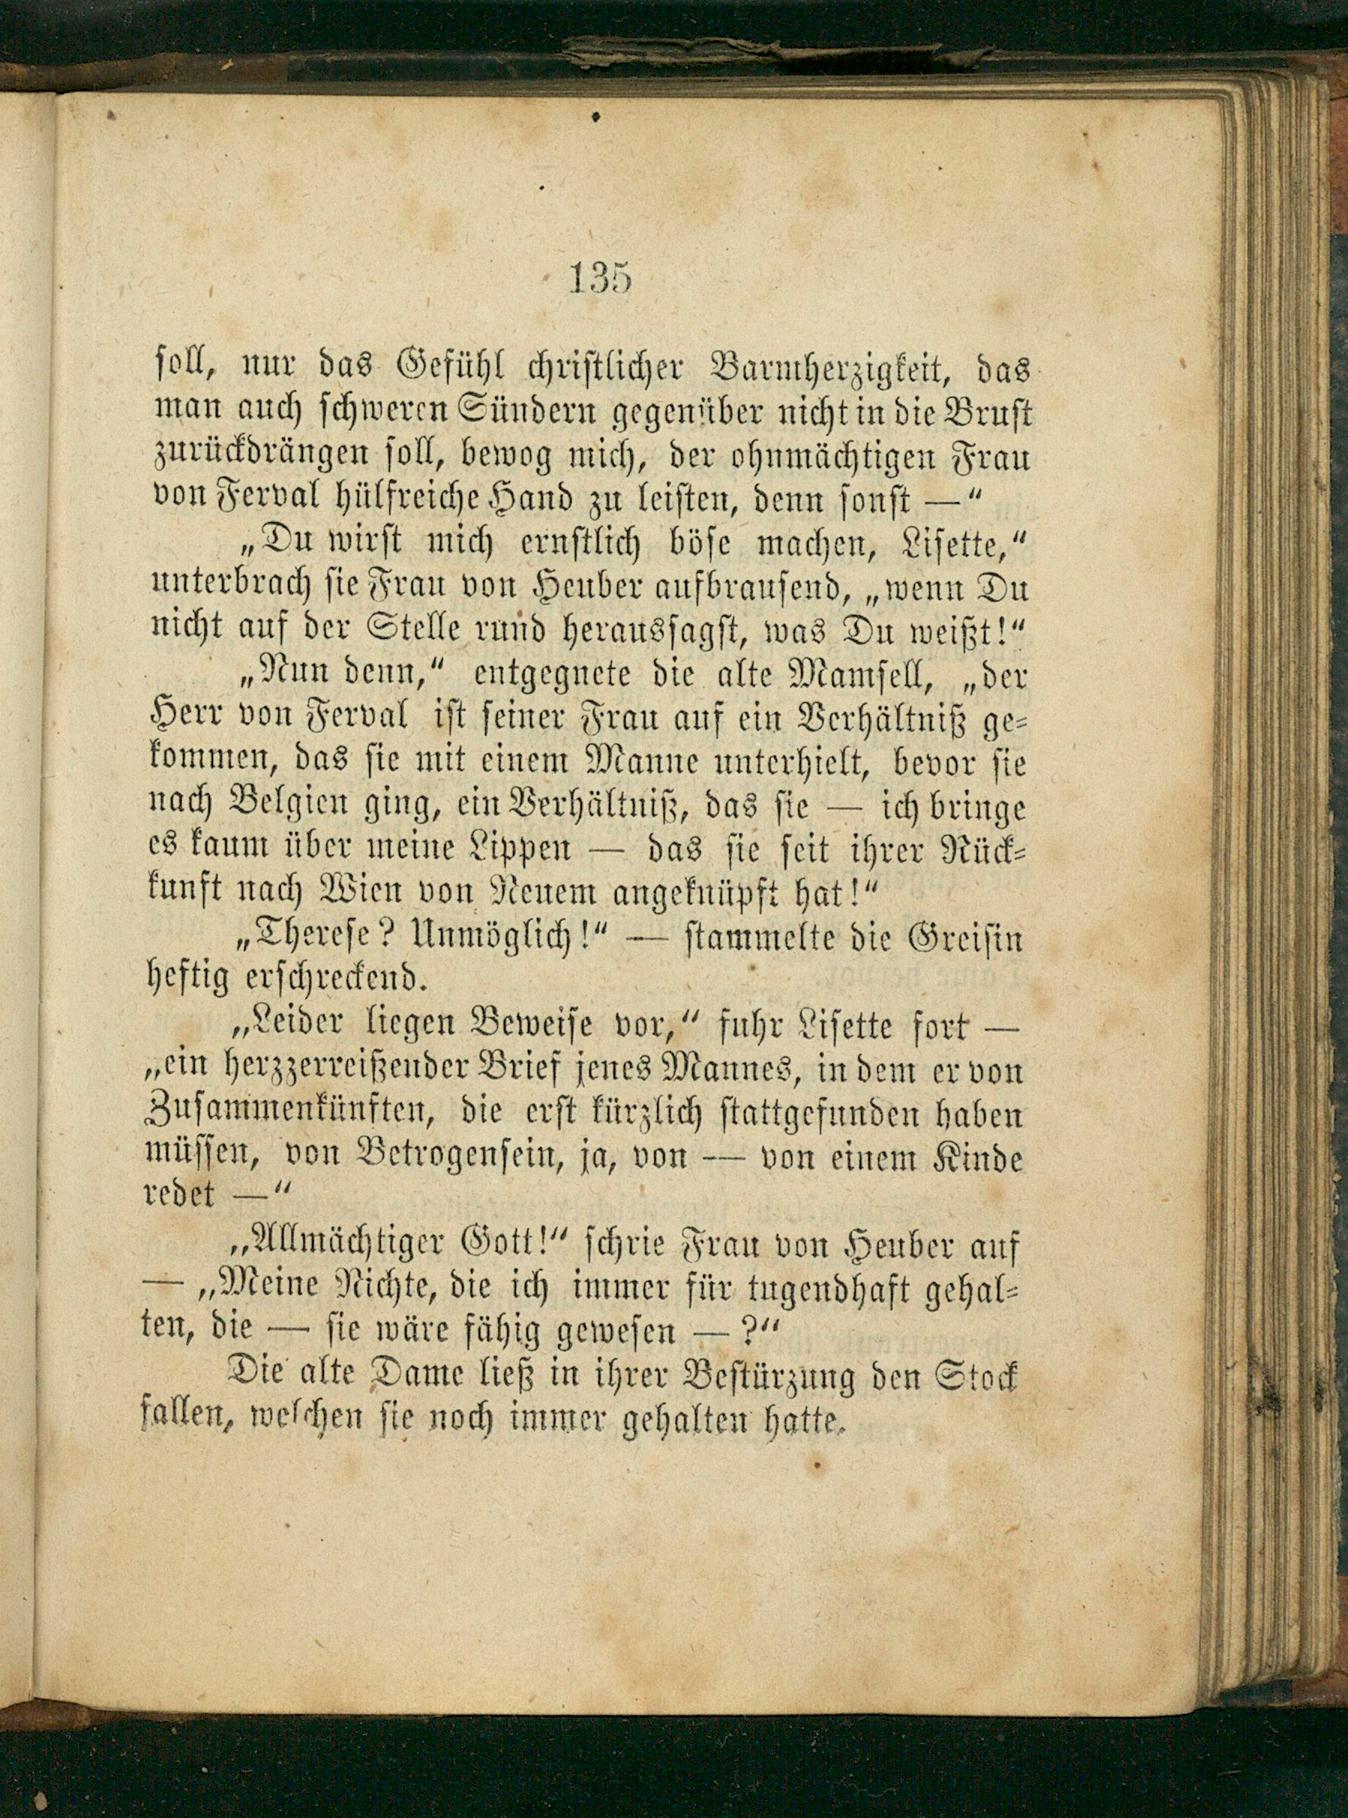 135
soll, nur das Gefühl christlicher Barmherzigkeit, das
man auch schweren Sündern gegenüber nicht in die Brust
zurückdrängen soll, bewog mich, der ohnmächtigen Frau
von Ferval hülfreiche Hand zu leisten, denn sonst —“
„Du wirst mich ernstlich böse machen, Lisette,“
unterbrach sie Frau von Heuber aufbrausend, „wenn Du
nicht auf der Stelle rund heraussagst, was Du weißt!“
„Nun denn,“ entgegnete die alte Mamsell, „der
Herr von Ferval ist seiner Frau auf ein Verhältniß ge-
kommen, das sie mit einem Manne unterhielt, bevor sie
nach Belgien ging, ein Verhältniß, das sie — ich bringe
es kaum über meine Lippen — das sie seit ihrer Rück-
kunft nach Wien von Neuem angeknüpft hat!“
„Therese? Unmöglich!“ — stammelte die Greisin
heftig erschreckend.
„Leider liegen Beweise vor,“ fuhr Lisette fort —
„ein herzzerreißender Brief jenes Mannes, in dem er von
Zusammenkünften, die erst kürzlich stattgefunden haben
müssen, von Betrogensein, ja, von — von einem Kinde
redet —“
„Allmächtiger Gott!“ schrie Frau von Heuber auf
— „Meine Nichte, die ich immer für tugendhaft gehal-
ten, die — sie wäre fähig gewesen — ?“
Die alte Dame ließ in ihrer Bestürzung den Stock
fallen, welchen sie noch immer gehalten hatte.